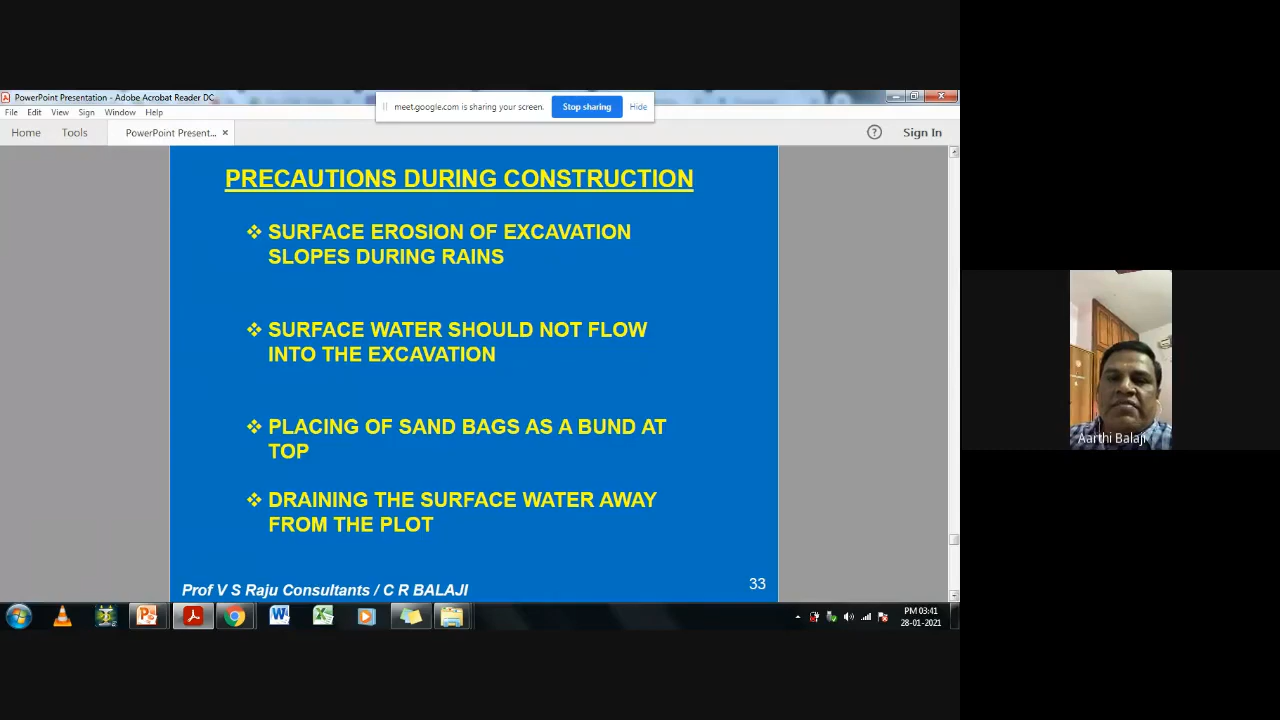 PowerPoint Presentation - Adobe Acrobat Reader DC
meet.google.com is sharing your screen.
Stop sharing
Hide
File Edit View Sign Window Help
Home Tools PowerPoint Present... × ? Sign In
PRECAUTIONS DURING CONSTRUCTION
❖ SURFACE EROSION OF EXCAVATION
SLOPES DURING RAINS
❖ SURFACE WATER SHOULD NOT FLOW
INTO THE EXCAVATION
❖ PLACING OF SAND BAGS AS A BUND AT
TOP
❖ DRAINING THE SURFACE WATER AWAY
FROM THE PLOT
Prof V S Raju Consultants / C R BALAJI
33
Aarthi Balaji
PM 03:41
28-01-2021